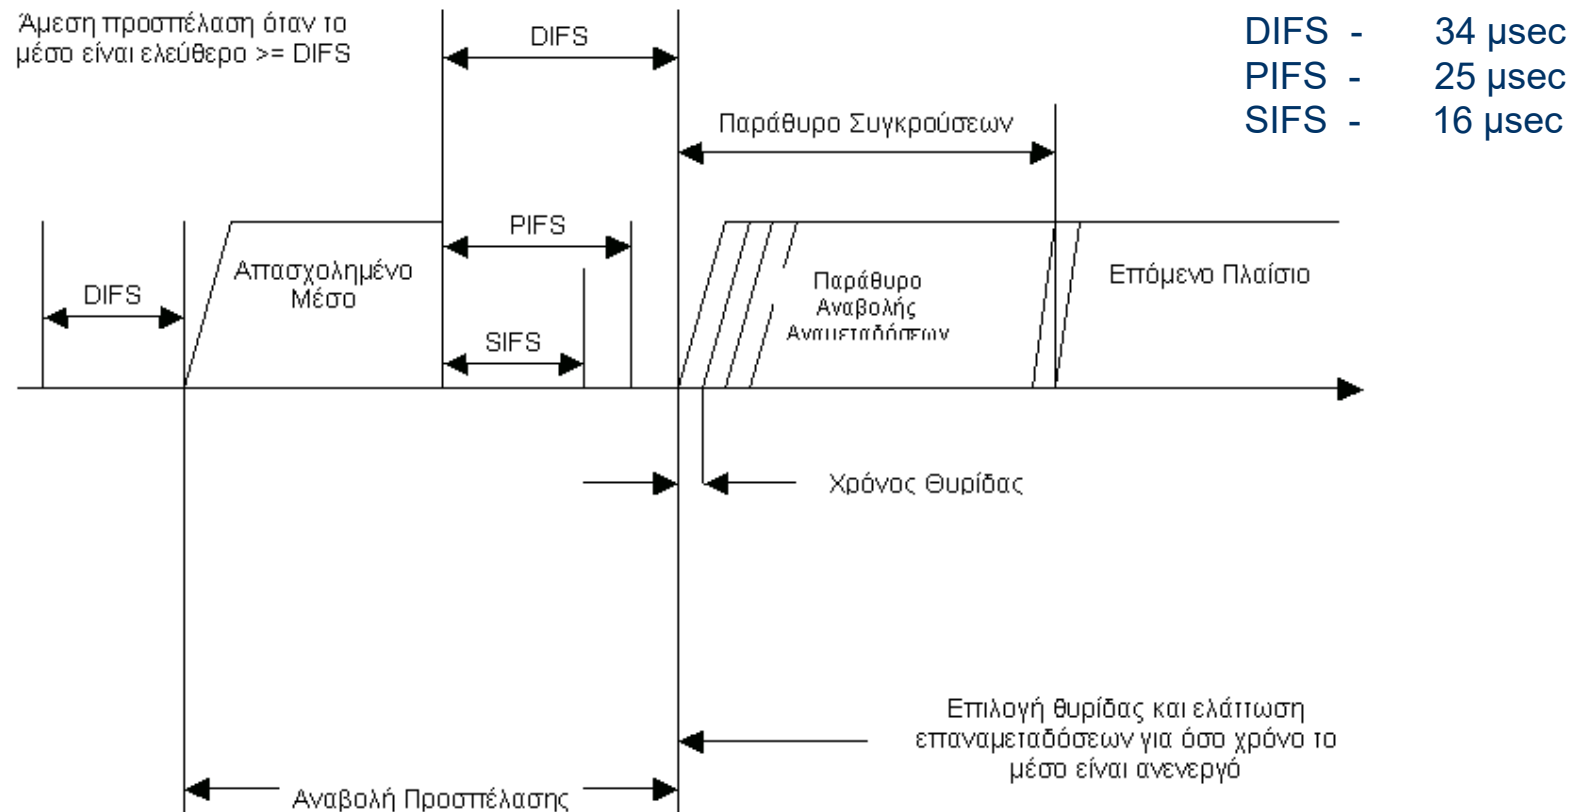 Άμεση προσπέλαση όταν το
μέσο είναι ελεύθερο >= DIFS
DIFS
DIFS - 34 μsec
PIFS - 25 μsec
SIFS - 16 μsec
Παράθυρο Συγκρούσεων
DIFS
Απασχολημένο
Μέσο
PIFS
SIFS
Παράθυρο
Αναβολής
Αναμεταδόσεων
Επόμενο Πλαίσιο
Χρόνος Θυρίδας
Επιλογή θυρίδας και ελάττωση
επαναμεταδόσεων για όσο χρόνο το
μέσο είναι ανενεργό
Αναβολή Προσπέλασης